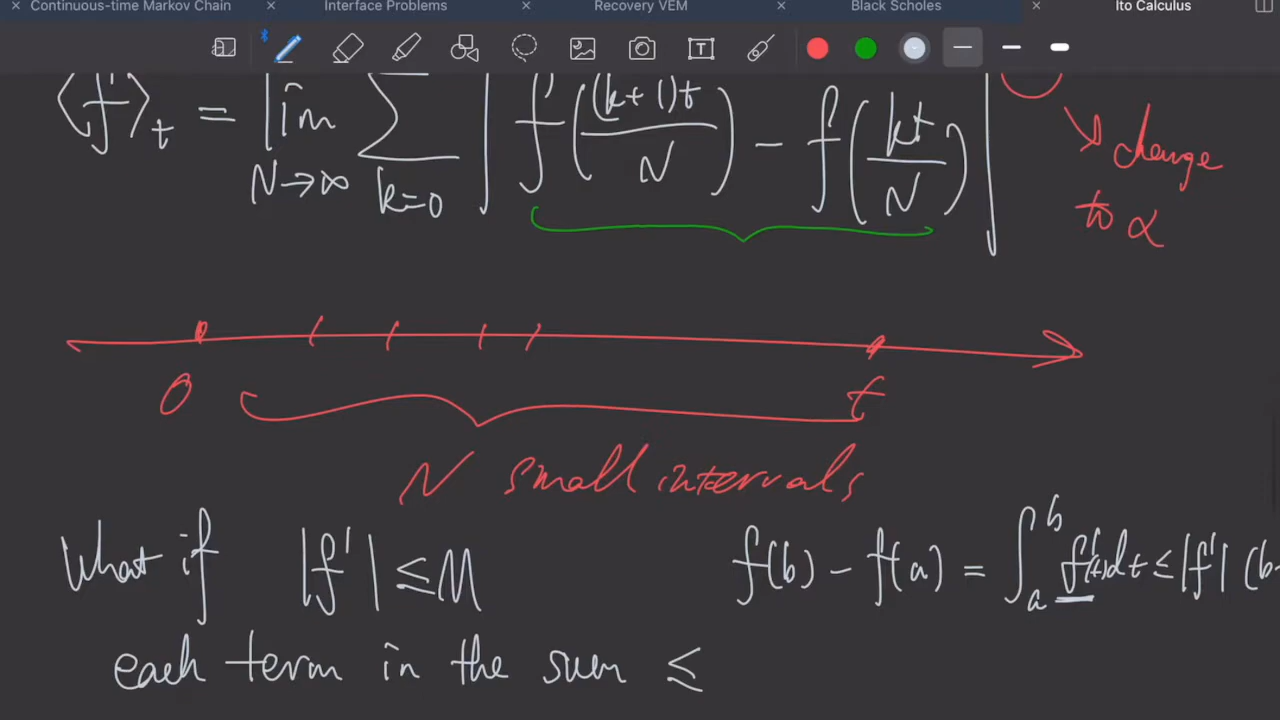 Continuous-time Markov Chain Interface Problems Recovery VEM Black Scholes Ito Calculus
⟨f⟩_t = lim_{N→∞} Σ_{k=0} | f((k+1)t/N) − f(kt/N) |
change
to α
0 t
N small intervals
What if |f'| ≤ M f(b) − f(a) = ∫_a^b f'(t)dt ≤ |f'| (b-
each term in the sum ≤